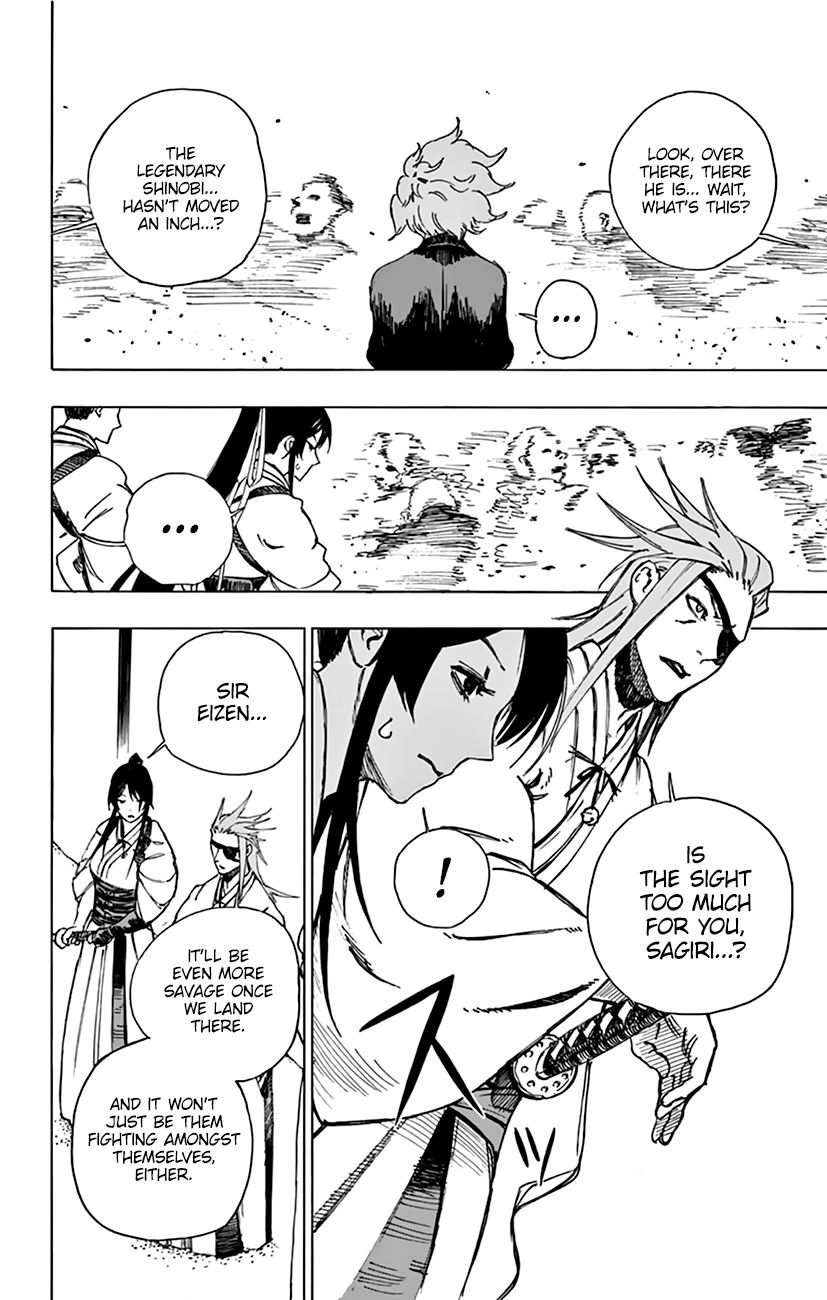 LOOK, OVER
THERE, THERE
HE IS... WAIT,
WHAT'S THIS?
THE
LEGENDARY
SHINOBI...
HASN'T MOVED
AN INCH...?
...
...
IS
THE SIGHT
TOO MUCH
FOR YOU,
SAGIRI...?
!
ス
ッ
SIR
EIZEN...
IT'LL BE
EVEN MORE
SAVAGE ONCE
WE LAND
THERE.
AND IT WON'T
JUST BE THEM
FIGHTING AMONGST
THEMSELVES,
EITHER.